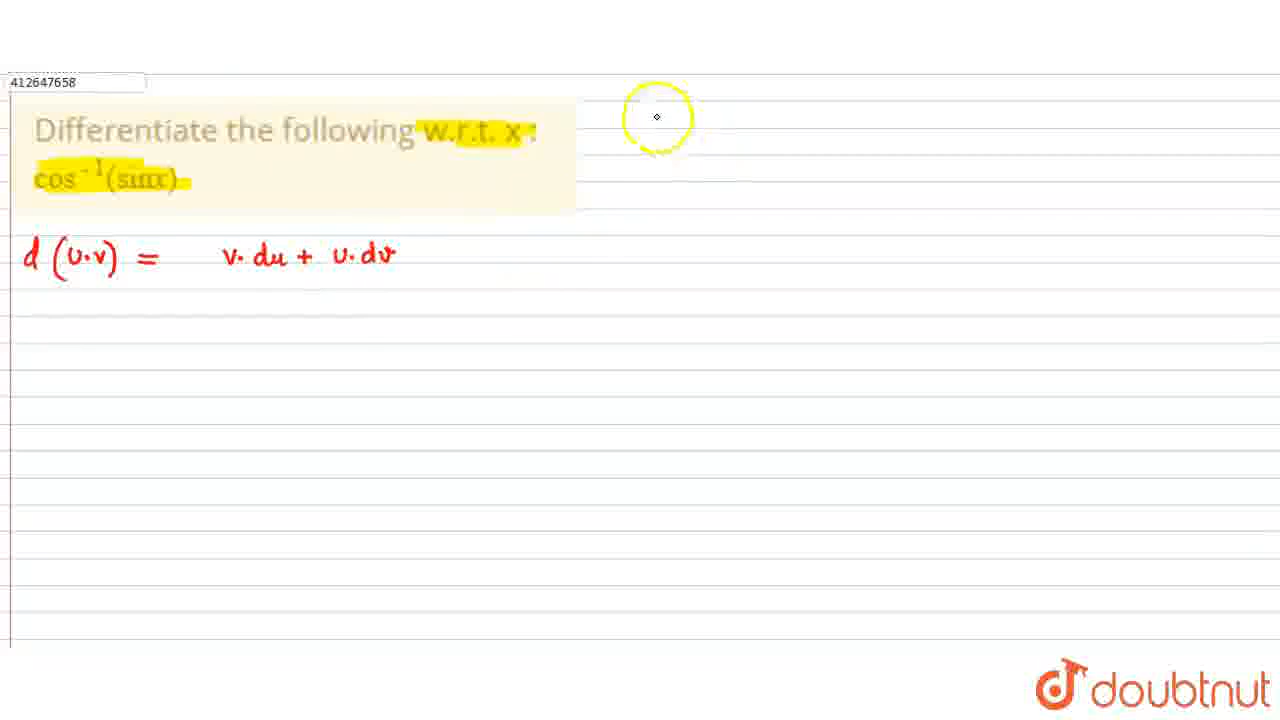 412647658
Differentiate the following w.r.t. x :
cos⁻¹(sinx)
d (u.v) = v. du + u. dv
doubtnut